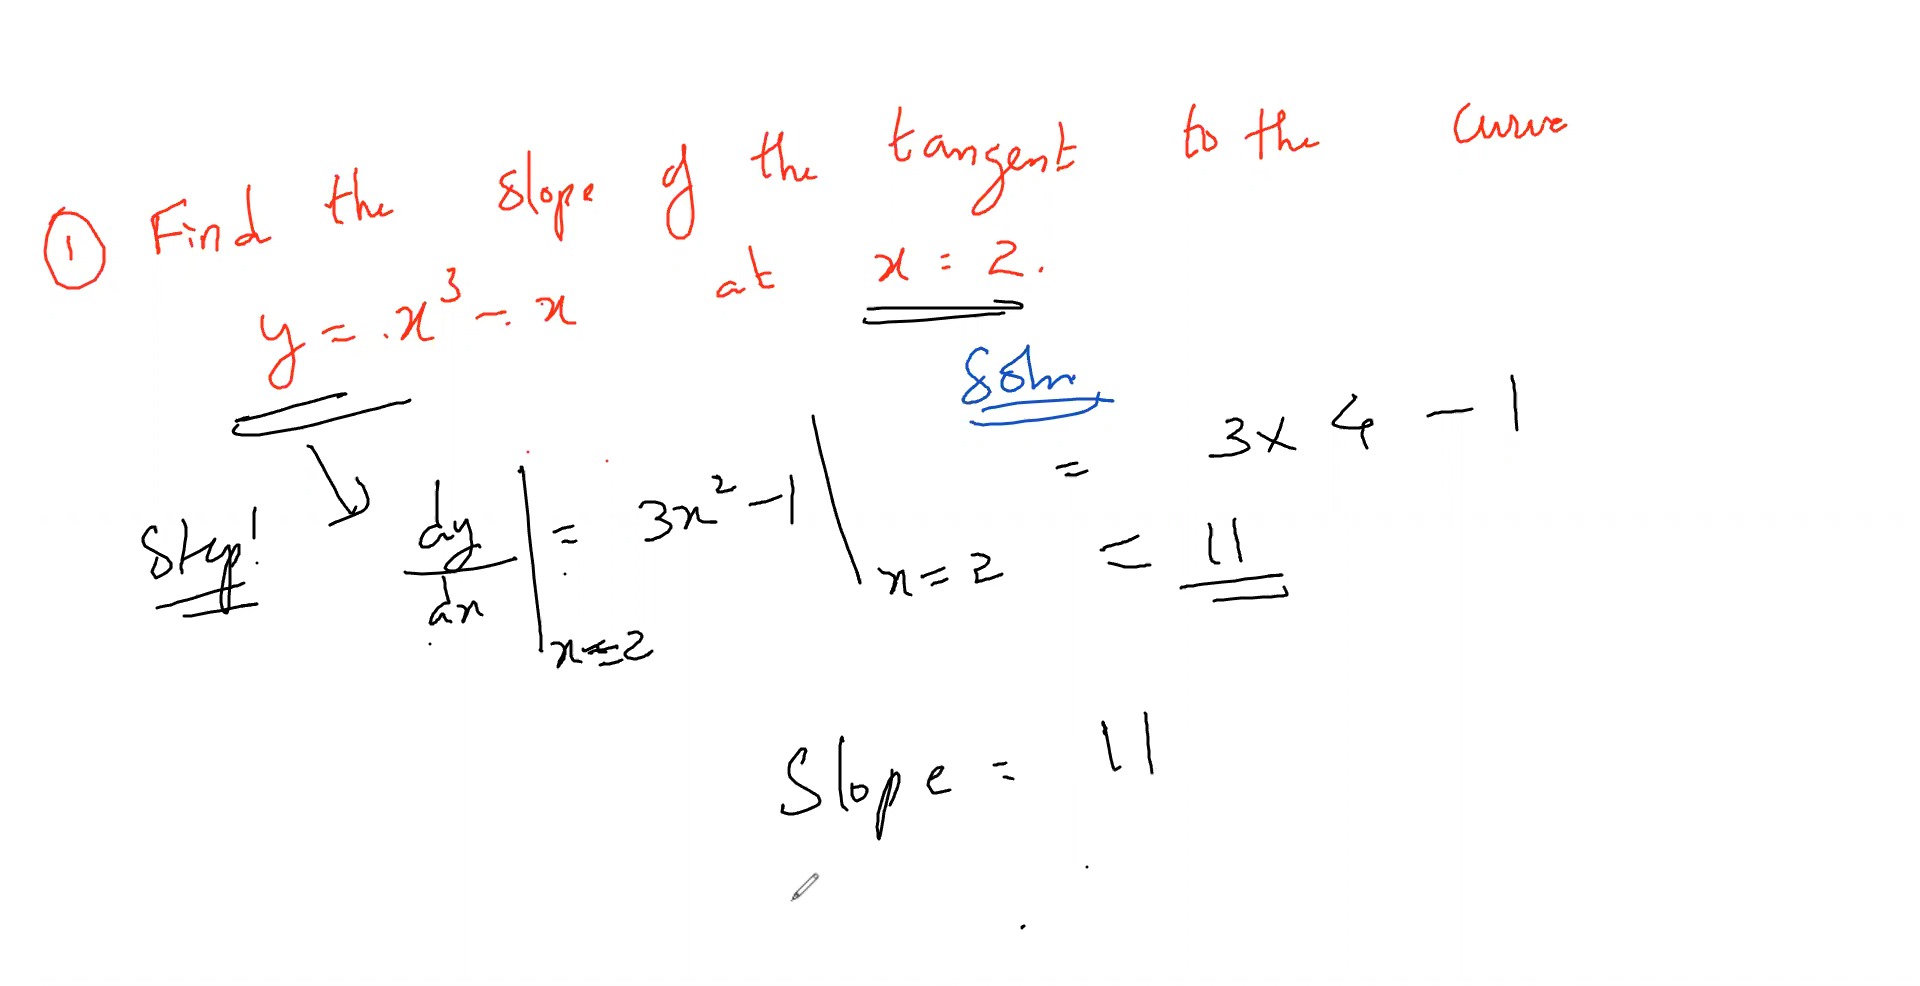 ① Find the slope of the tangent to the curve
y = x³ - x at x = 2.
Soln
Step 1 dy/dx | x=2 = 3x² - 1 | x=2 = 3 x 4 - 1
= 11
Slope = 11